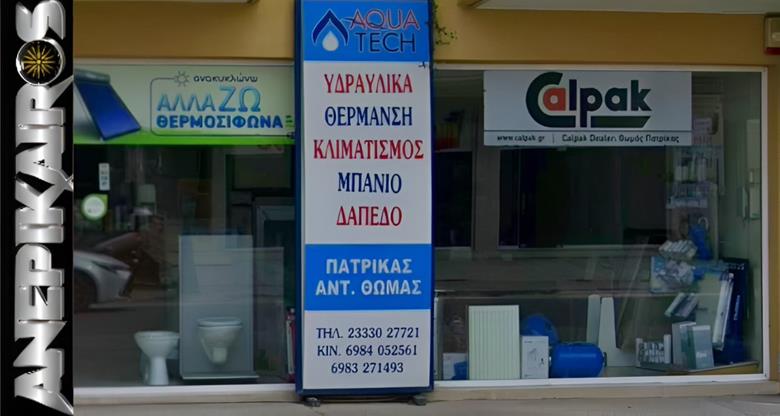 ANEPIKAIROS
ανακυκλώνω
ΑΛΛΑΖΩ
ΘΕΡΜΟΣΙΦΩΝΑ
AQUA
TECH
ΥΔΡΑΥΛΙΚΑ
ΘΕΡΜΑΝΣΗ
ΚΛΙΜΑΤΙΣΜΟΣ
ΜΠΑΝΙΟ
ΔΑΠΕΔΟ
ΠΑΤΡΙΚΑΣ
ΑΝΤ. ΘΩΜΑΣ
ΤΗΛ. 23330 27721
ΚΙΝ. 6984 052561
6983 271493
Calpak
www.calpak.gr | Calpak Dealer: Θωμάς Πατρίκας